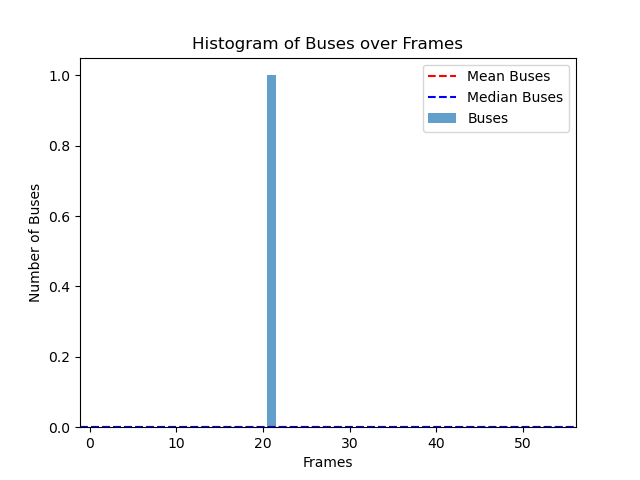 Histogram of Buses over Frames
Mean Buses
Median Buses
Buses
1.0
0.8
0.6
0.4
0.2
0.0
Number of Buses
0 10 20 30 40 50
Frames